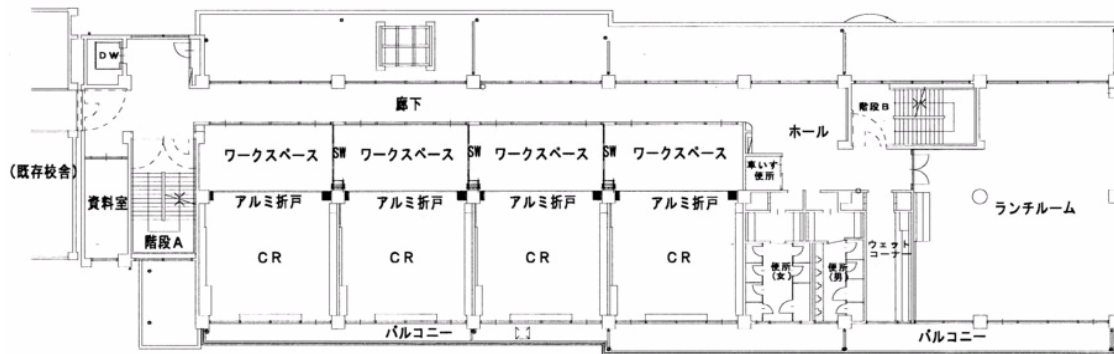 DW
廊下
階段B
ホール
ワークスペース
SW
ワークスペース
SW
ワークスペース
SW
ワークスペース
車いす
便所
(既存校舎)
資料室
階段A
アルミ折戸
アルミ折戸
アルミ折戸
アルミ折戸
ランチルーム
CR
CR
CR
CR
便所
(女)
便所
(男)
ウェット
コーナー
バルコニー
バルコニー